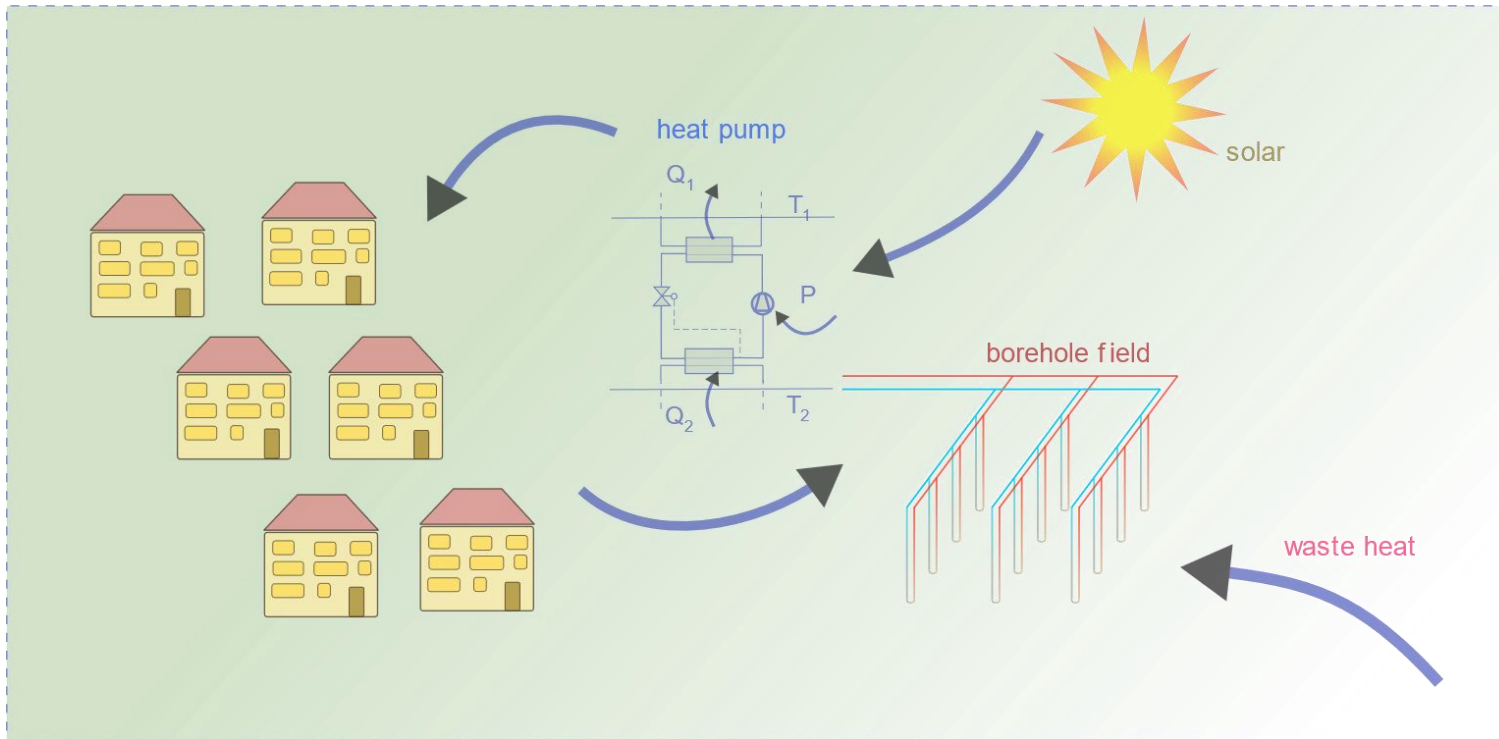 heat pump
solar
Q1
T1
P
borehole field
Q2
T2
waste heat